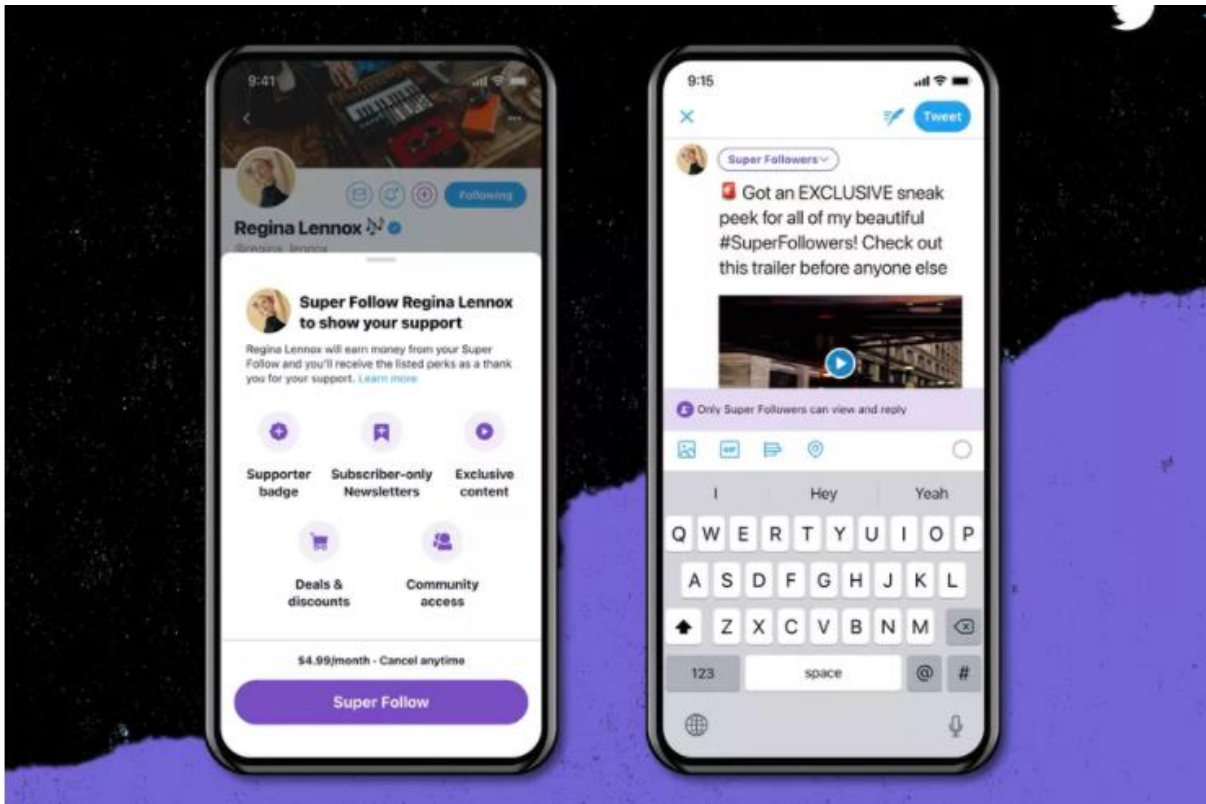 9:41
Following
Regina Lennox
@regina_lennox
Super Follow Regina Lennox
to show your support
Regina Lennox will earn money from your Super
Follow and you'll receive the listed perks as a thank
you for your support. Learn more
Supporter
badge
Subscriber-only
Newsletters
Exclusive
content
Deals &
discounts
Community
access
$4.99/month - Cancel anytime
Super Follow
9:15
Tweet
Super Followers
Got an EXCLUSIVE sneak
peek for all of my beautiful
#SuperFollowers! Check out
this trailer before anyone else
Only Super Followers can view and reply
GIF
I Hey Yeah
Q W E R T Y U I O P
A S D F G H J K L
Z X C V B N M
123 space @ #